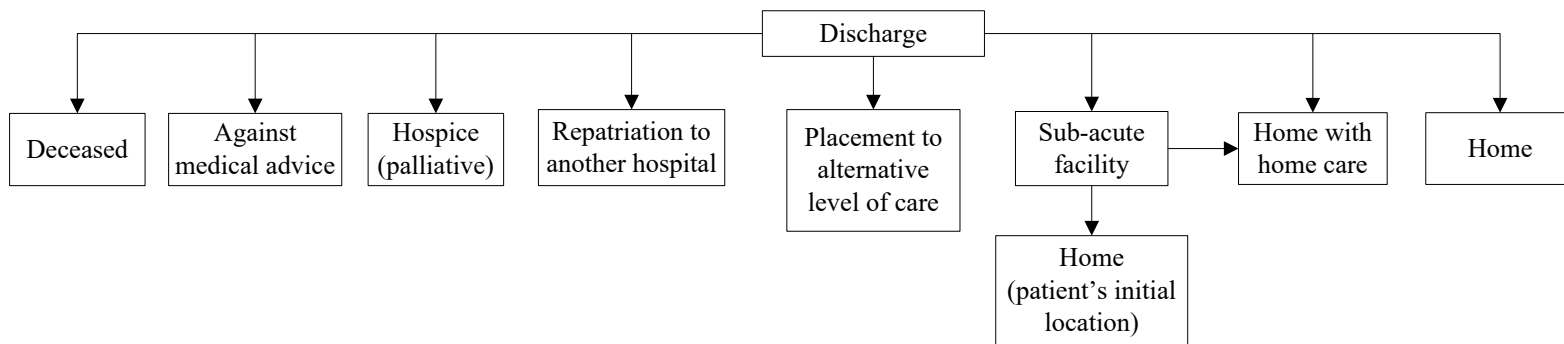 Discharge
Deceased
Against
medical advice
Hospice
(palliative)
Repatriation to
another hospital
Placement to
alternative
level of care
Sub-acute
facility
Home with
home care
Home
Home
(patient’s initial
location)